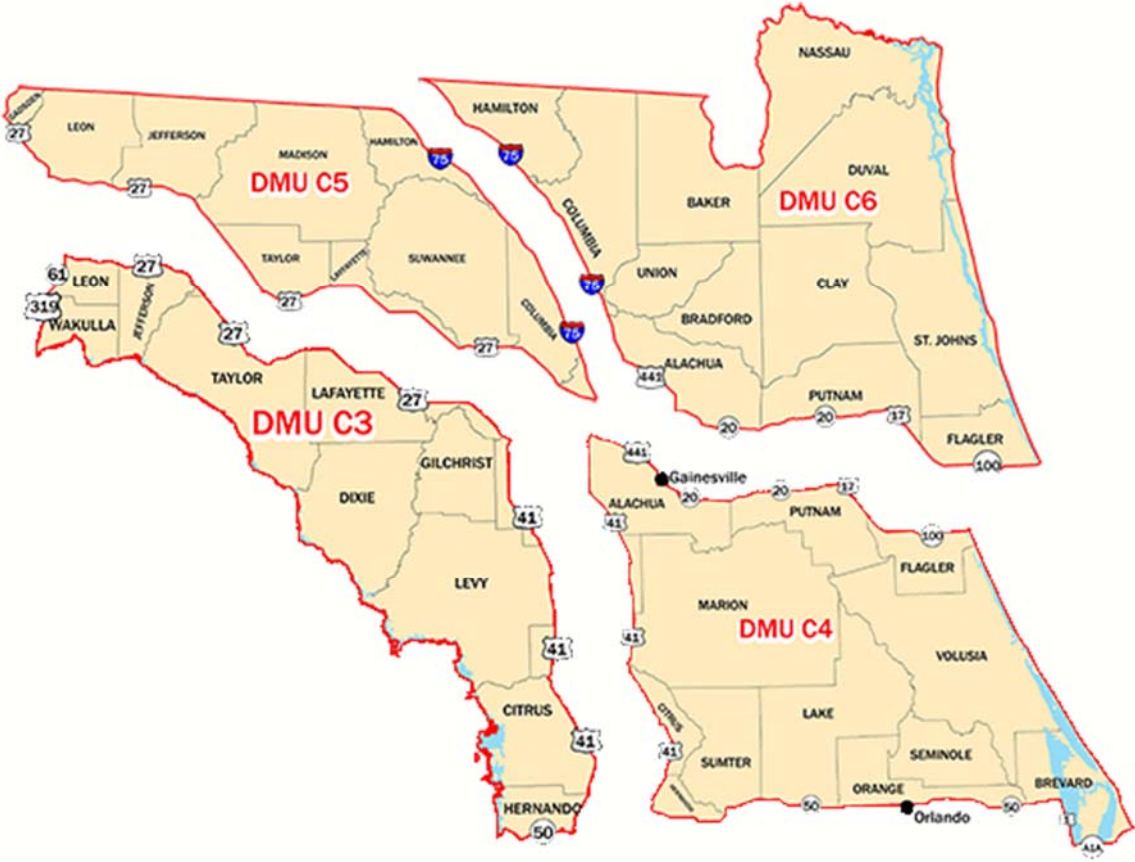 GADSDEN
27
LEON
JEFFERSON
MADISON
HAMILTON
75
DMU C5
27
TAYLOR
LAFAYETTE
SUWANNEE
COLUMBIA
27
27
75
HAMILTON
75
COLUMBIA
75
BAKER
NASSAU
DUVAL
DMU C6
UNION
CLAY
BRADFORD
ST. JOHNS
ALACHUA
441
PUTNAM
20
20
17
FLAGLER
100
61
LEON
27
319
WAKULLA
JEFFERSON
27
TAYLOR
LAFAYETTE
27
DMU C3
GILCHRIST
DIXIE
41
LEVY
41
CITRUS
41
HERNANDO
50
441
Gainesville
20
20
17
ALACHUA
41
PUTNAM
100
FLAGLER
MARION
DMU C4
41
VOLUSIA
CITRUS
LAKE
41
SUMTER
SEMINOLE
HERNANDO
ORANGE
BREVARD
50
50
Orlando
A1A